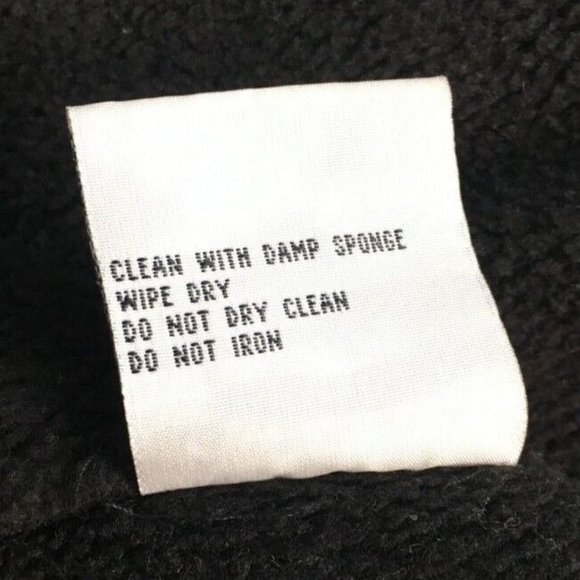 CLEAN WITH DAMP SPONGE
WIPE DRY
DO NOT DRY CLEAN
DO NOT IRON